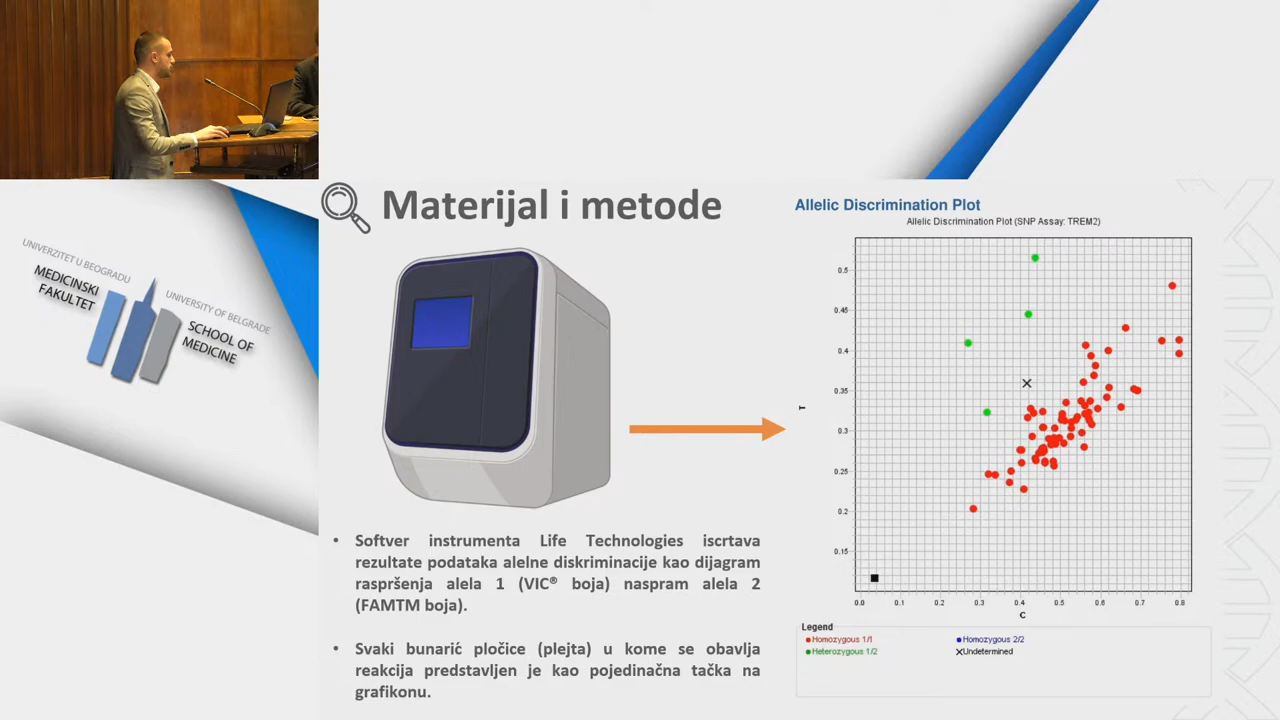 UNIVERZITET U BEOGRADU
MEDICINSKI
FAKULTET
UNIVERSITY OF BELGRADE
SCHOOL OF
MEDICINE
Materijal i metode
• Softver instrumenta Life Technologies iscrtava
rezultate podataka alelne diskriminacije kao dijagram
raspršenja alela 1 (VIC® boja) naspram alela 2
(FAMTM boja).
• Svaki bunarić pločice (plejta) u kome se obavlja
reakcija predstavljen je kao pojedinačna tačka na
grafikonu.
Allelic Discrimination Plot
Allelic Discrimination Plot (SNP Assay: TREM2)
0.5
0.45
0.4
0.35
0.3
0.25
0.2
0.15
T
0.0 0.1 0.2 0.3 0.4 0.5 0.6 0.7 0.8
C
Legend
Homozygous 1/1
Homozygous 2/2
Heterozygous 1/2
Undetermined